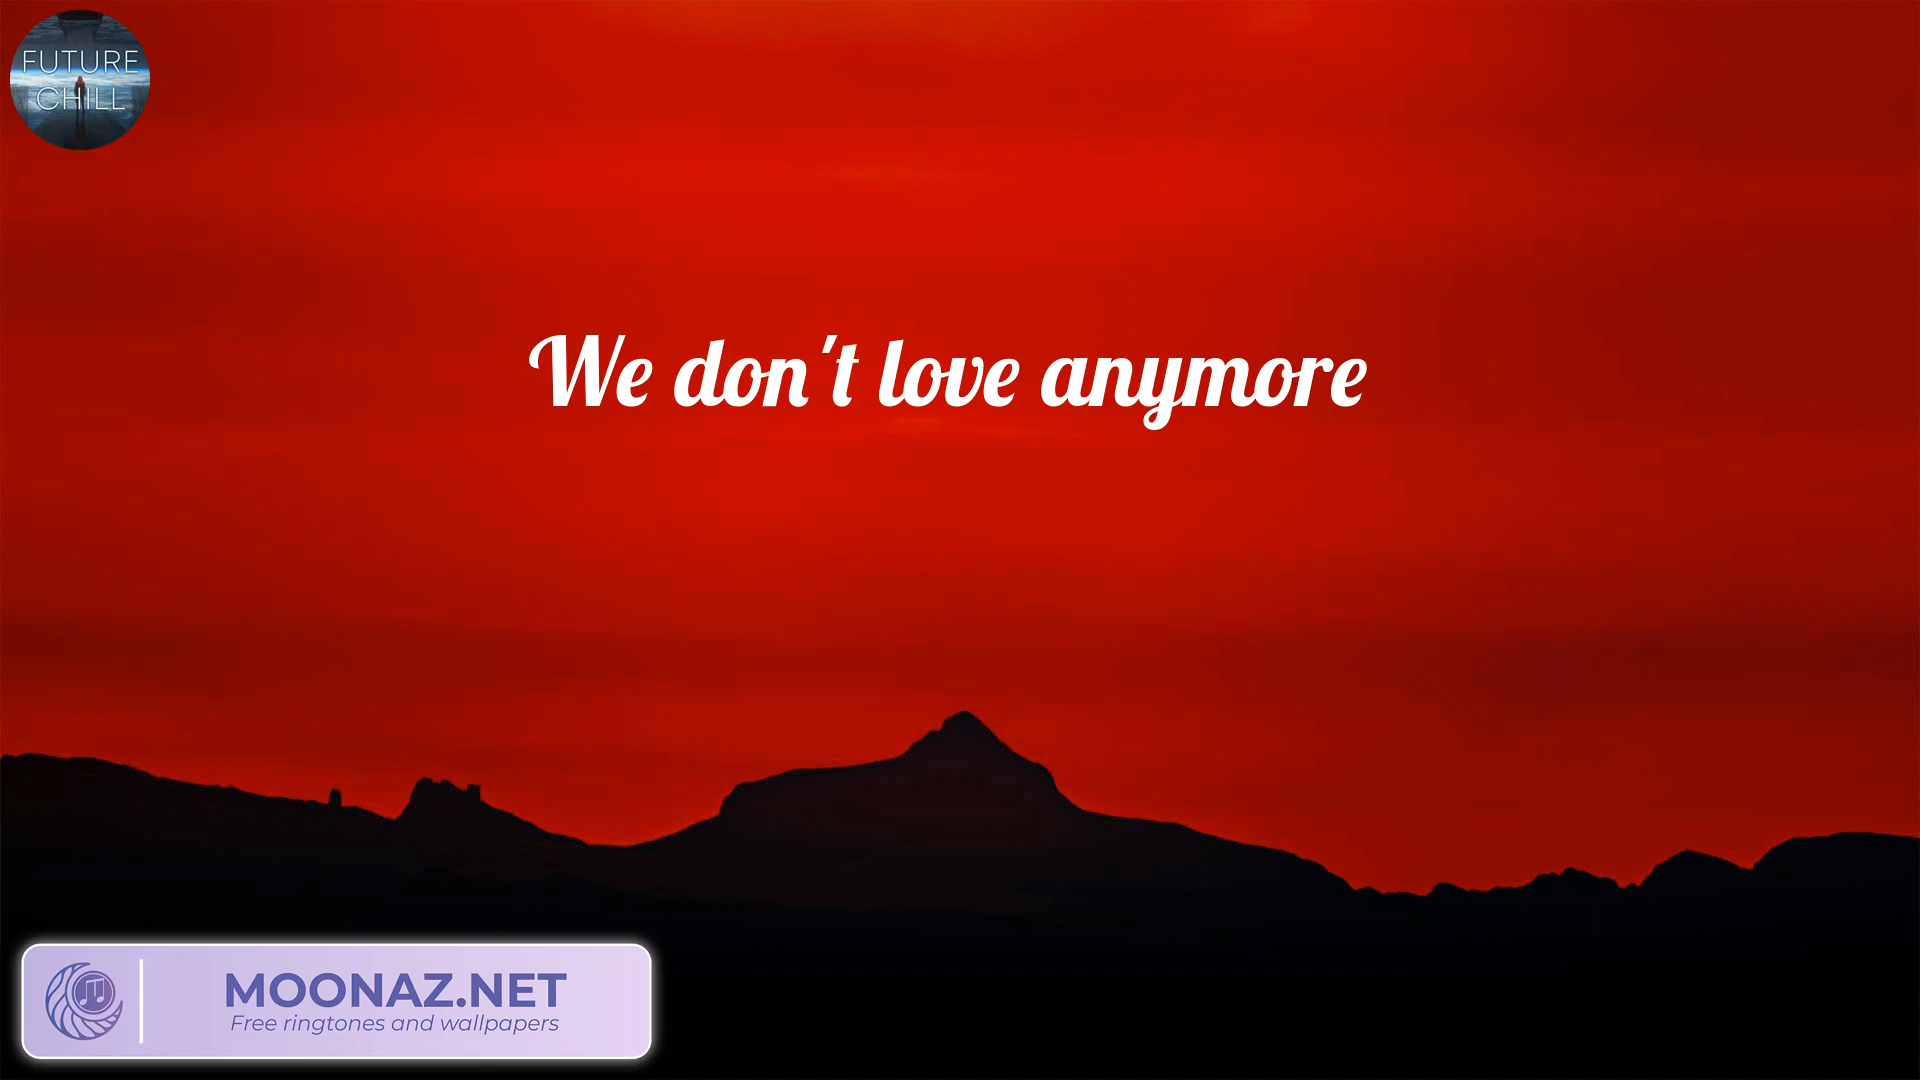 FUTURE
CHILL
We don't love anymore
MOONAZ.NET
Free ringtones and wallpapers